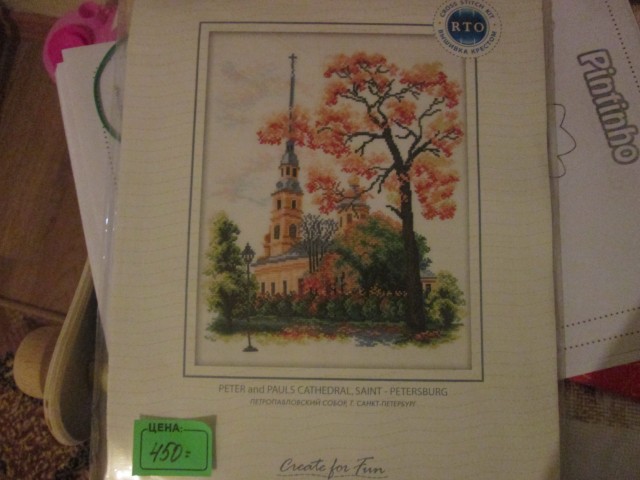 CROSS STITCH KIT
RTO
ВЫШИВКА КРЕСТОМ
Pintinho
PETER and PAULS CATHEDRAL, SAINT - PETERSBURG
ПЕТРОПАВЛОВСКИЙ СОБОР, Г. САНКТ-ПЕТЕРБУРГ
ЦЕНА:
450=
Create for Fun